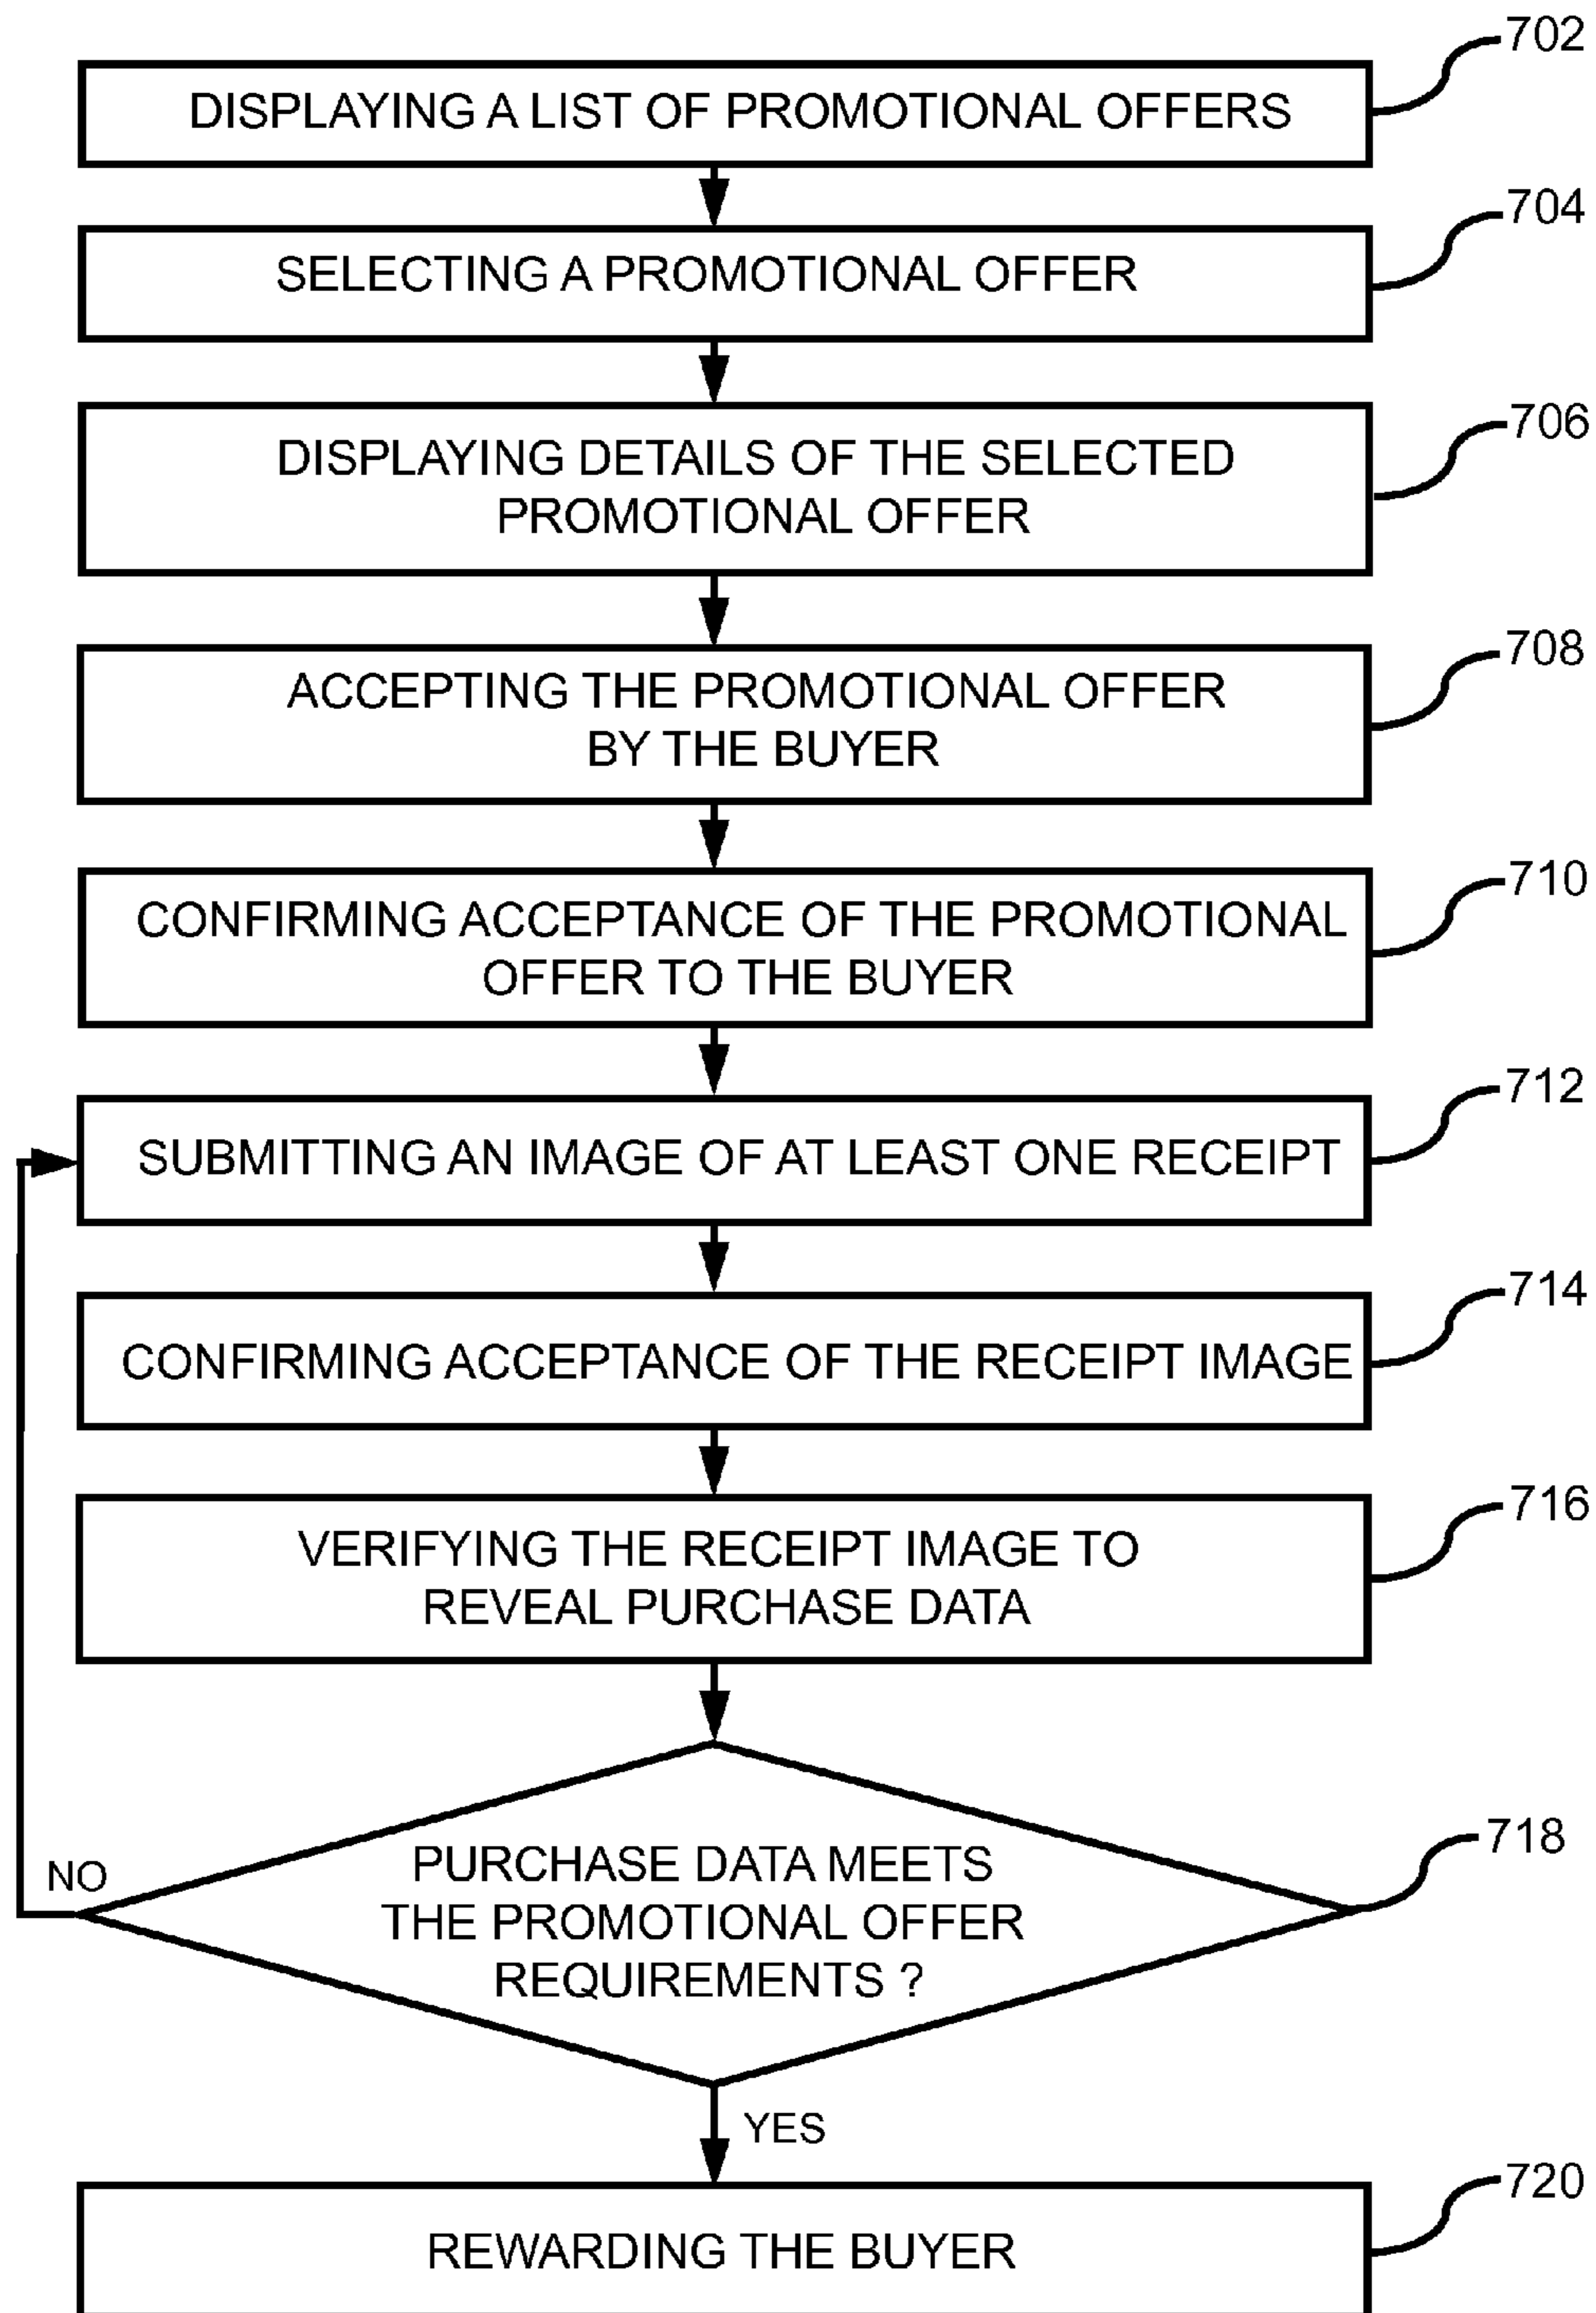 702
DISPLAYING A LIST OF PROMOTIONAL OFFERS
704
SELECTING A PROMOTIONAL OFFER
706
DISPLAYING DETAILS OF THE SELECTED
PROMOTIONAL OFFER
708
ACCEPTING THE PROMOTIONAL OFFER
BY THE BUYER
710
CONFIRMING ACCEPTANCE OF THE PROMOTIONAL
OFFER TO THE BUYER
712
SUBMITTING AN IMAGE OF AT LEAST ONE RECEIPT
714
CONFIRMING ACCEPTANCE OF THE RECEIPT IMAGE
716
VERIFYING THE RECEIPT IMAGE TO
REVEAL PURCHASE DATA
718
PURCHASE DATA MEETS
THE PROMOTIONAL OFFER
REQUIREMENTS ?
NO
YES
720
REWARDING THE BUYER